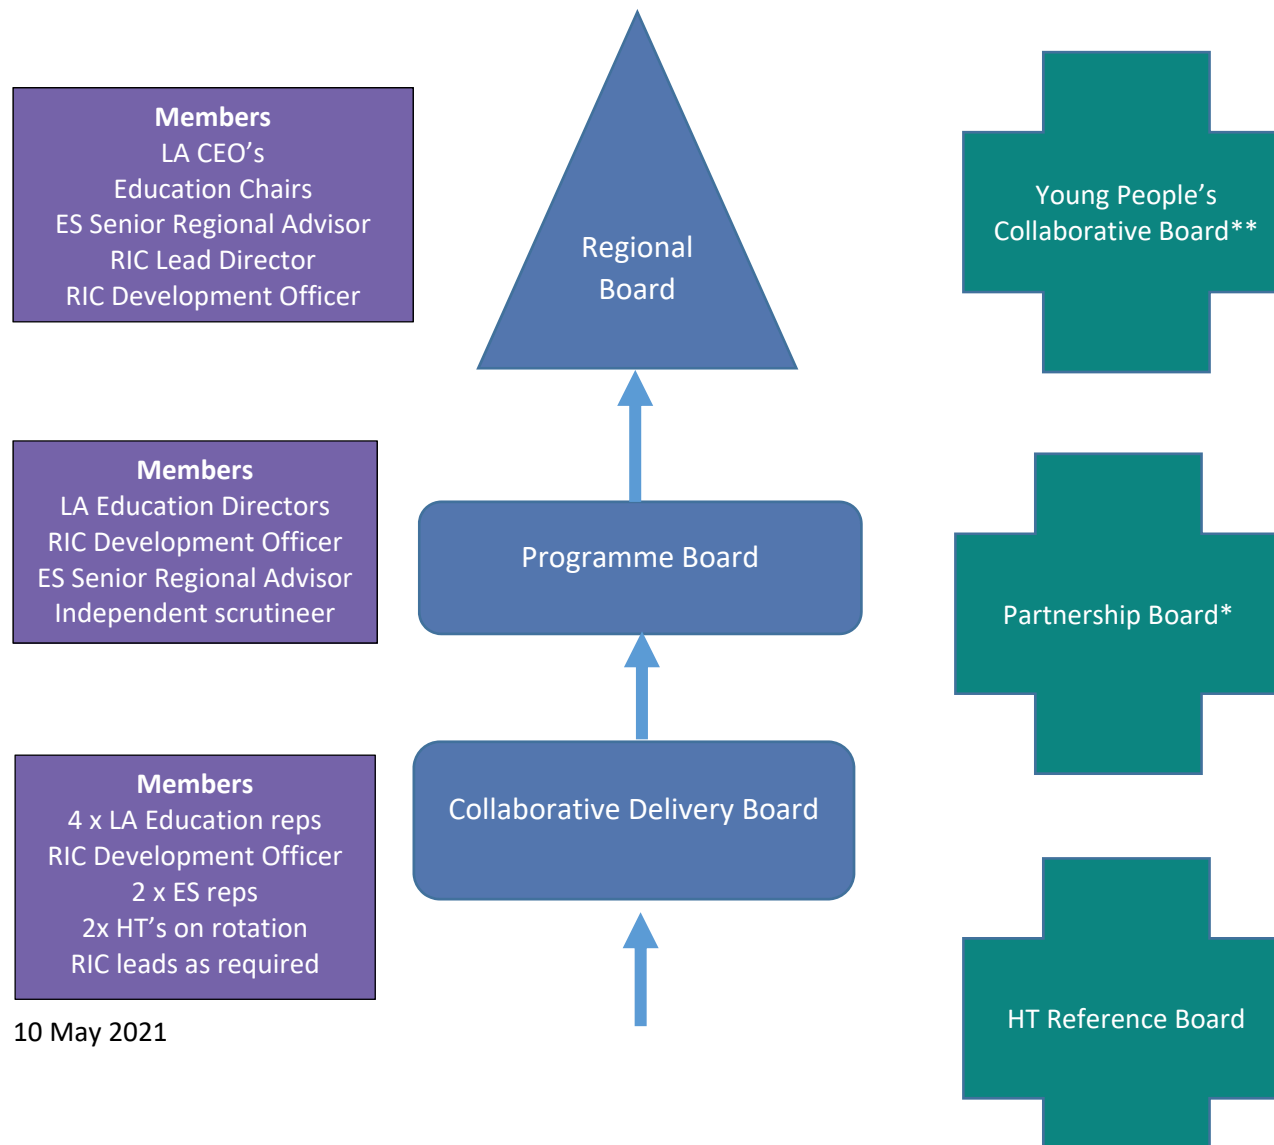 Members
LA CEO’s
Education Chairs
ES Senior Regional Advisor
RIC Lead Director
RIC Development Officer
Regional
Board
Young People’s
Collaborative Board**
Members
LA Education Directors
RIC Development Officer
ES Senior Regional Advisor
Independent scrutineer
Programme Board
Partnership Board*
Members
4 x LA Education reps
RIC Development Officer
2 x ES reps
2x HT’s on rotation
RIC leads as required
Collaborative Delivery Board
HT Reference Board
10 May 2021